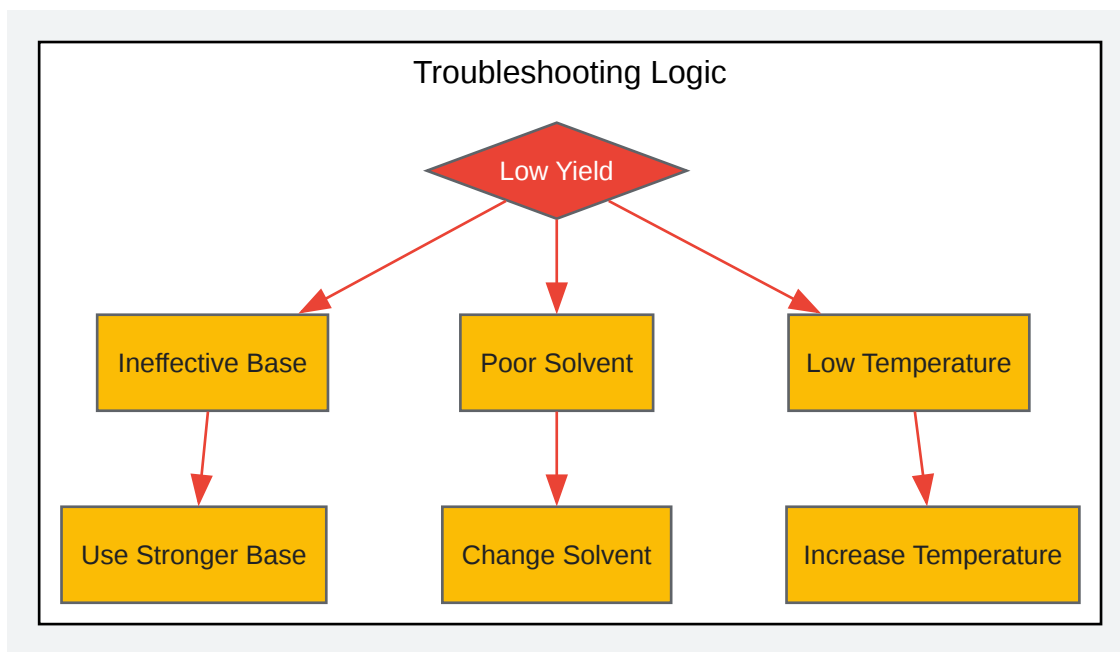 Troubleshooting Logic
Low Yield
Ineffective Base
Poor Solvent
Low Temperature
Use Stronger Base
Change Solvent
Increase Temperature